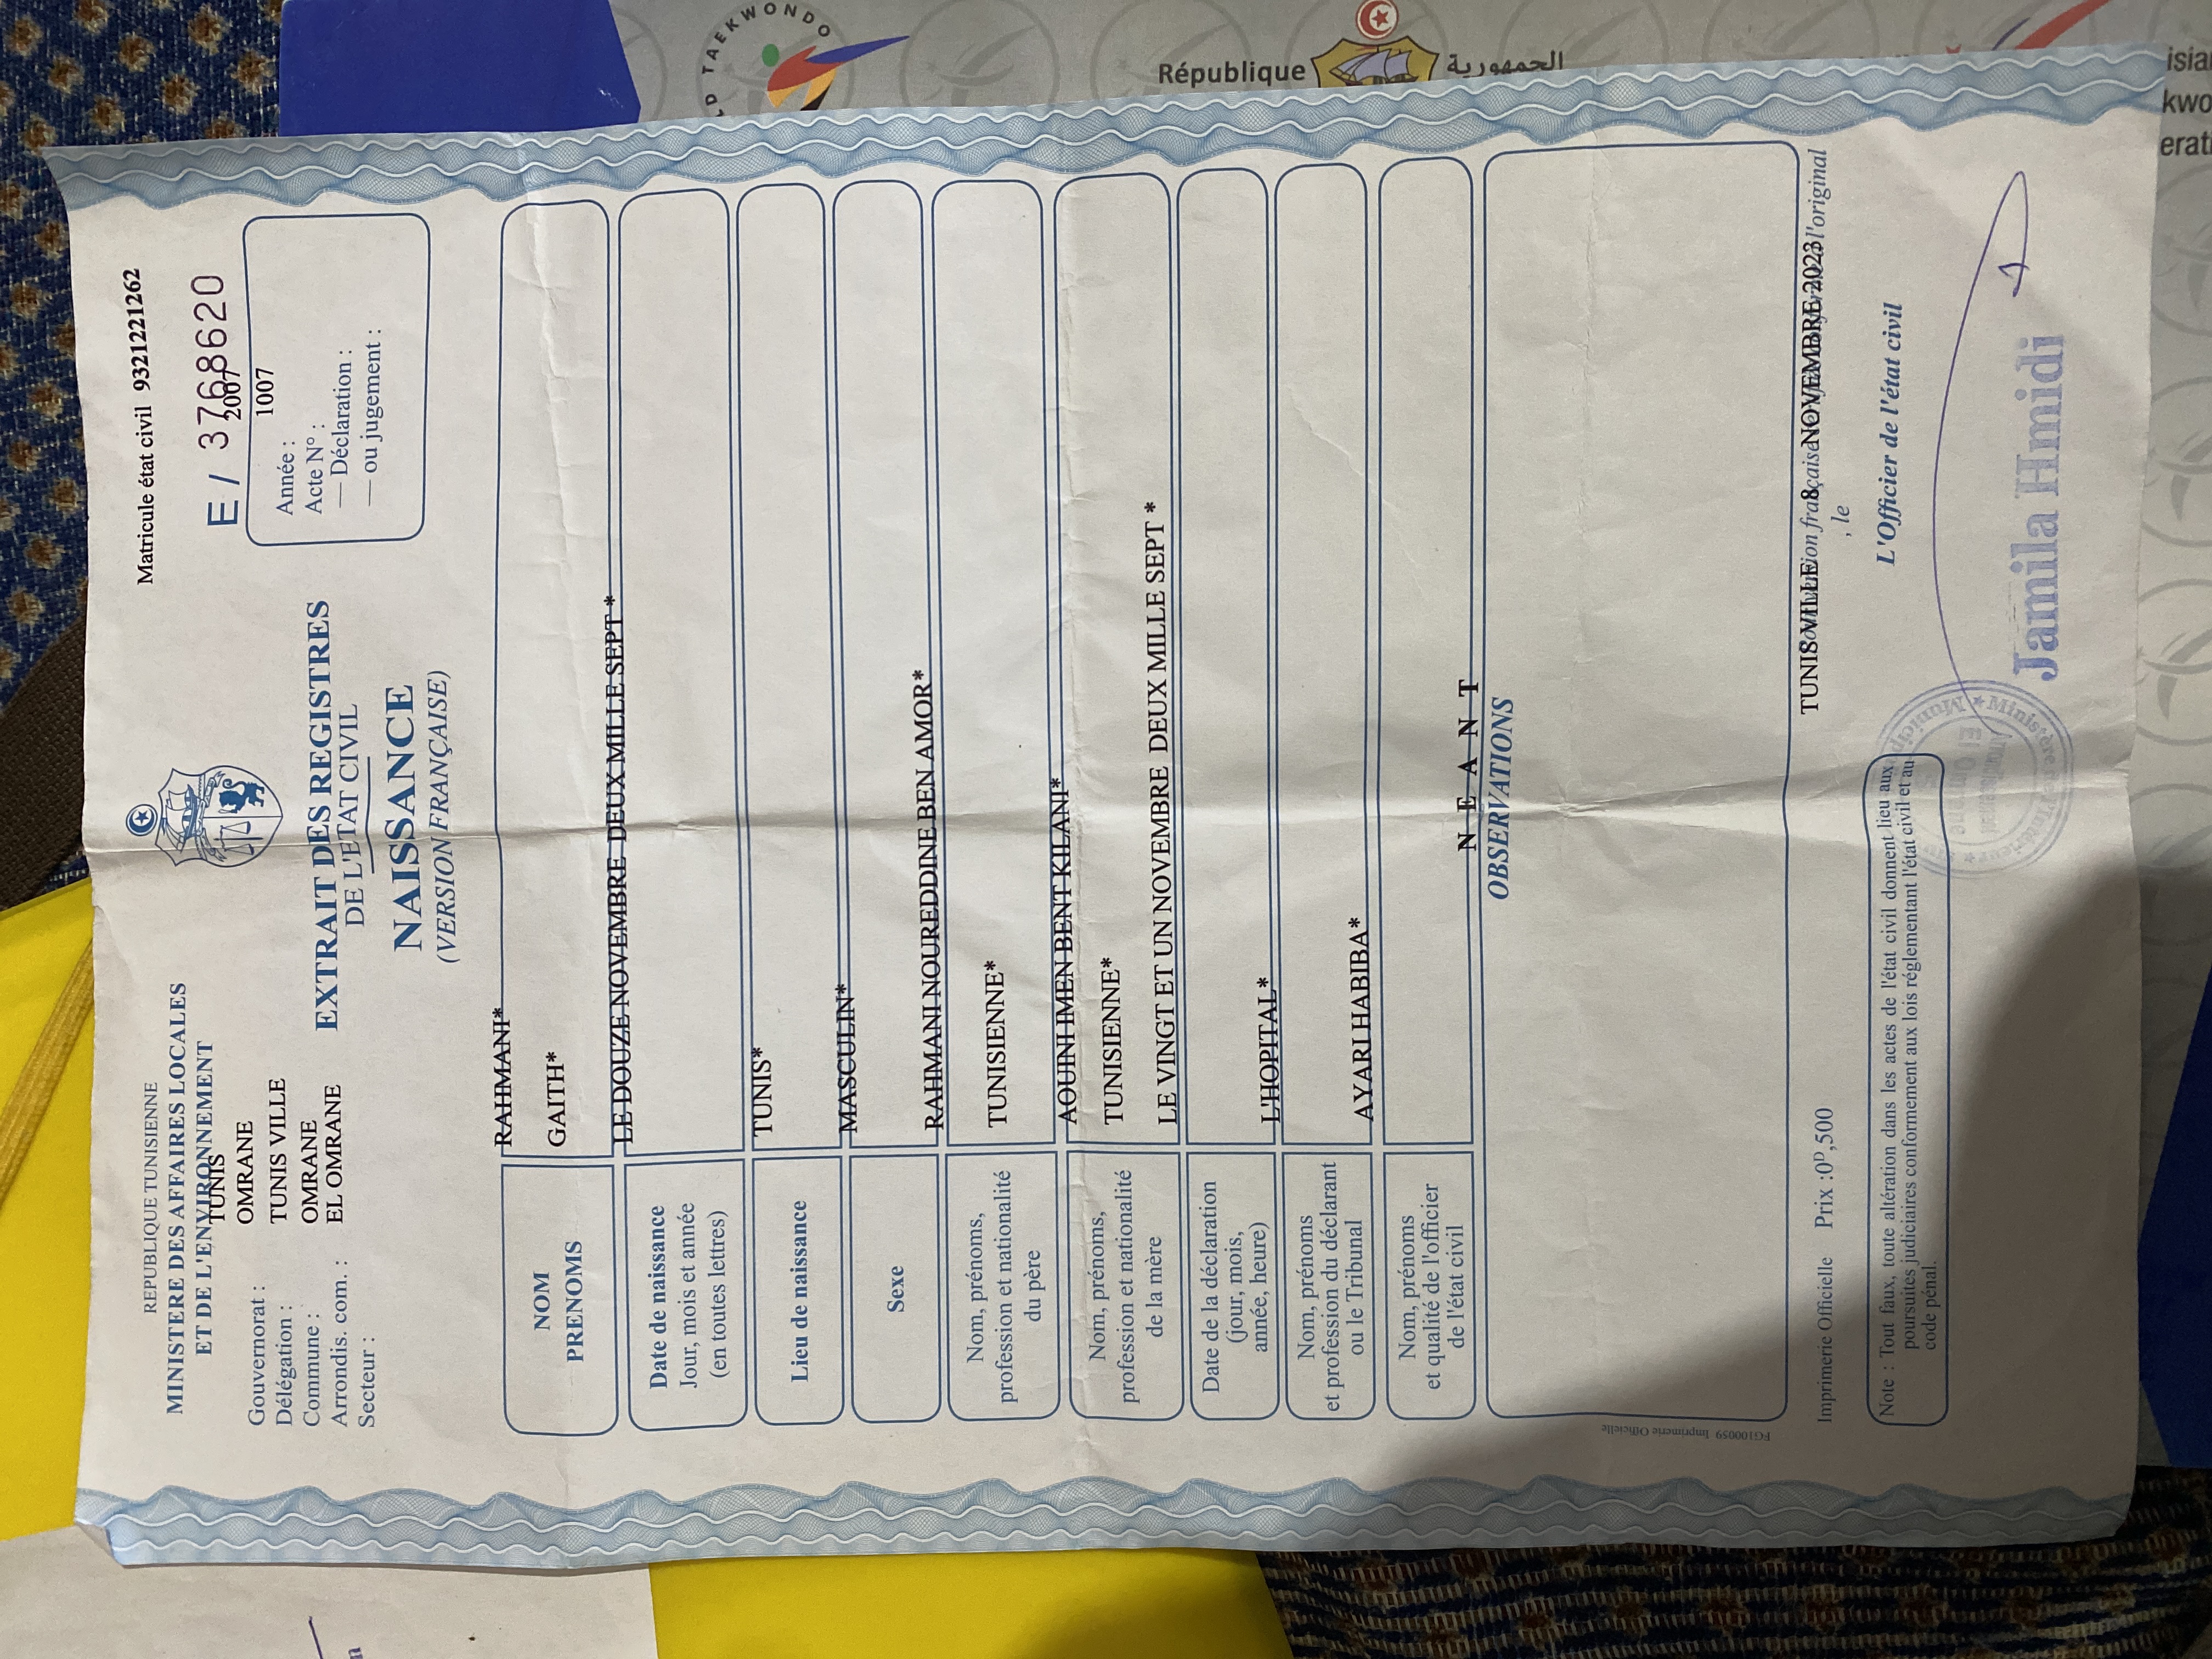 D TAEKWONDO
République
الجمهورية
isia
kwo
erati
REPUBLIQUE TUNISIENNE
MINISTERE DES AFFAIRES LOCALES
ET DE L'ENVIRONNEMENT
Matricule état civil 93212221262
E / 3768620
Gouvernorat : TUNIS
Délégation : OMRANE
Commune : TUNIS VILLE
Arrondis. com. : OMRANE
Secteur : EL OMRANE
Année : 2007
Acte N° : 1007
— Déclaration :
— ou jugement :
EXTRAIT DES REGISTRES
DE L'ETAT CIVIL
NAISSANCE
(VERSION FRANÇAISE)
NOM RAHMANI*
PRENOMS GAITH*
Date de naissance
Jour, mois et année
(en toutes lettres)
LE DOUZE NOVEMBRE DEUX MILLE SEPT *
Lieu de naissance
TUNIS*
Sexe
MASCULIN*
Nom, prénoms,
profession et nationalité
du père
RAHMANI NOUREDDINE BEN AMOR*
TUNISIENNE*
Nom, prénoms,
profession et nationalité
de la mère
AOUINI IMEN BENT KILANI*
TUNISIENNE*
Date de la déclaration
(jour, mois,
année, heure)
LE VINGT ET UN NOVEMBRE DEUX MILLE SEPT *
Nom, prénoms
et profession du déclarant
ou le Tribunal
L'HOPITAL*
Nom, prénoms
et qualité de l'officier
de l'état civil
AYARI HABIBA*
N E A N T
OBSERVATIONS
FG100059 Imprimerie Officielle
TUNIS VILLE 8 NOVEMBRE 2023
française l'original
, le
Imprimerie Officielle Prix :0D,500
L'Officier de l'état civil
Note : Tout faux, toute altération dans les actes de l'état civil donnent lieu aux
poursuites judiciaires conformement aux lois réglementant l'état civil et au
code pénal.
Jamila Hmidi